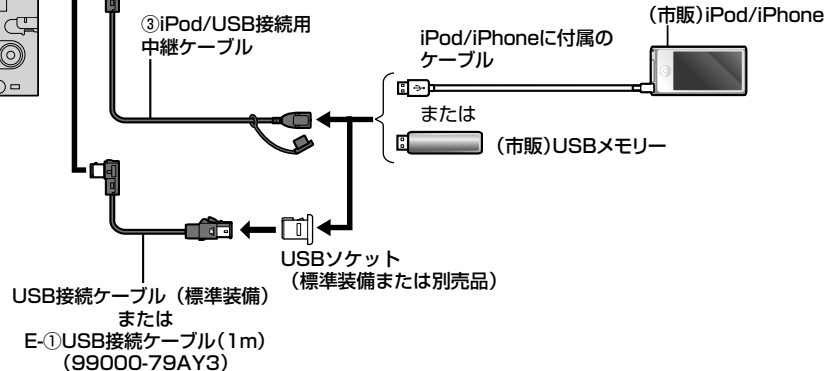 ③iPod/USB接続用
中継ケーブル
(市販)iPod/iPhone
iPod/iPhoneに付属の
ケーブル
または
(市販)USBメモリー
USBソケット
(標準装備または別売品)
USB接続ケーブル(標準装備)
または
E-①USB接続ケーブル(1m)
(99000-79AY3)